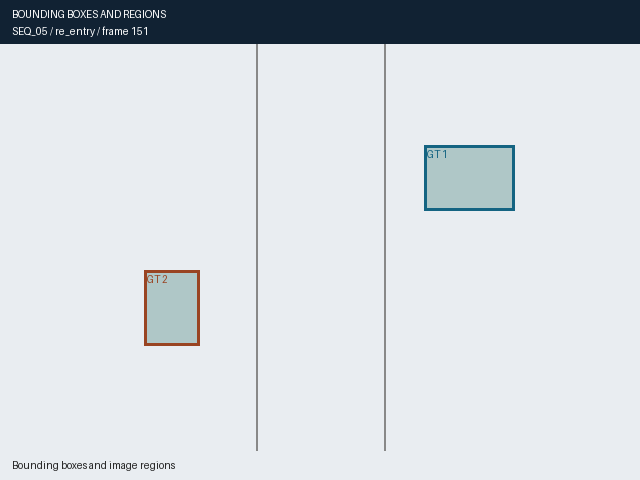 BOUNDING BOXES AND REGIONS
SEQ_05 / re_entry / frame 151
GT1
GT2
Bounding boxes and image regions